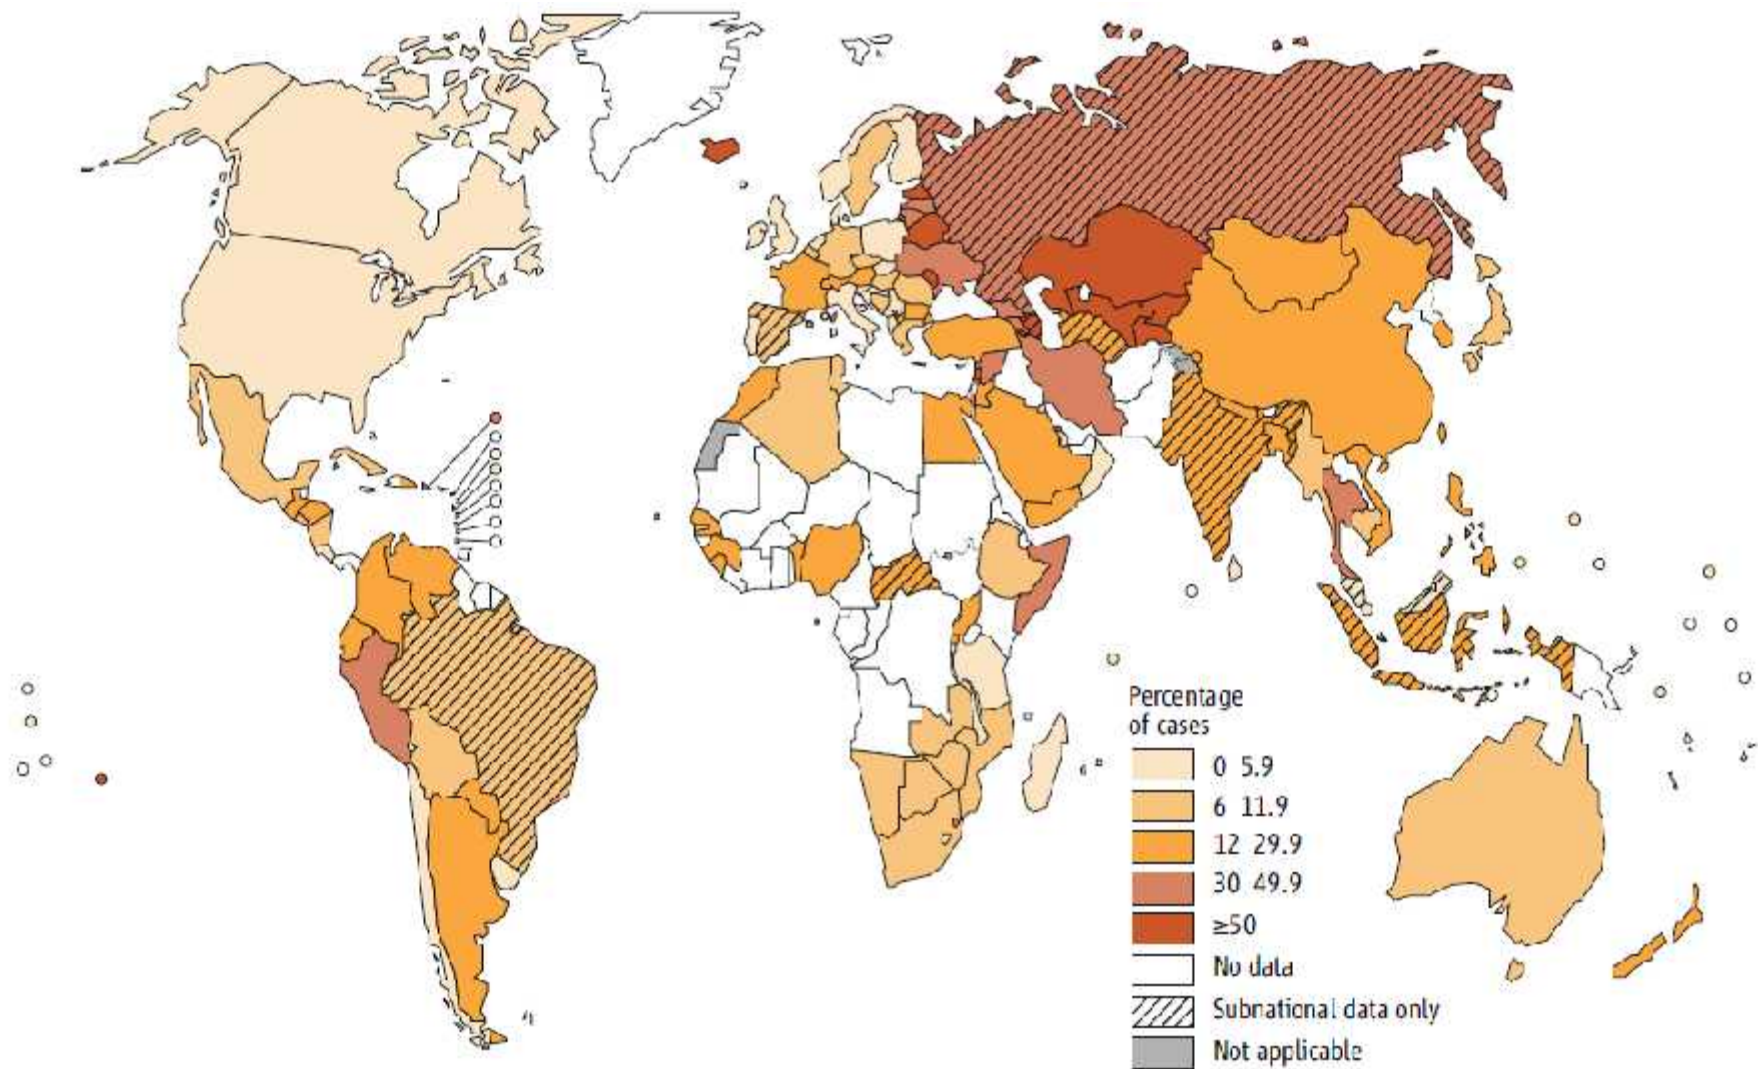 Percentage
of cases
0 5.9
6 11.9
12 29.9
30 49.9
≥50
No data
Subnational data only
Not applicable